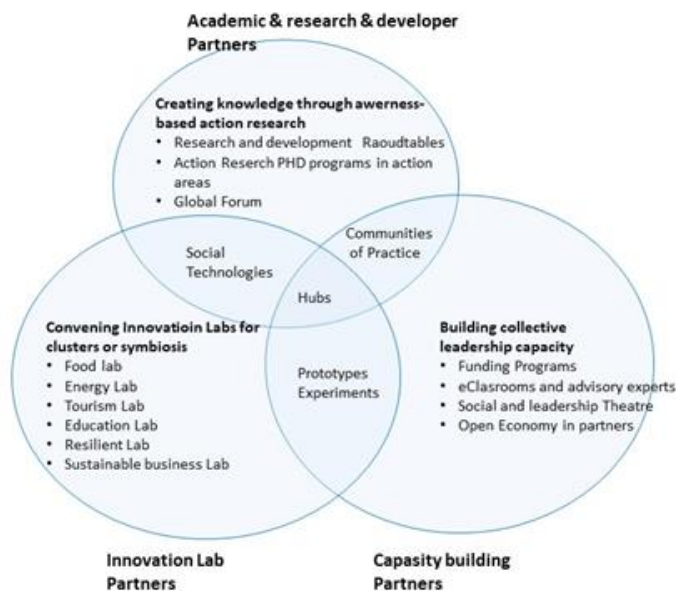 Academic & research & developer
Partners
Creating knowledge through awerness-
based action research
• Research and development Raoudtables
• Action Reserch PHD programs in action
areas
• Global Forum
Communities
of Practice
Social
Technologies
Hubs
Convening Innovatioin Labs for
clusters or symbiosis
• Food lab
• Energy Lab
• Tourism Lab
• Education Lab
• Resilient Lab
• Sustainable business Lab
Prototypes
Experiments
Building collective
leadership capacity
• Funding Programs
• eClasrooms and advisory experts
• Social and leadership Theatre
• Open Economy in partners
Innovation Lab
Partners
Capasity building
Partners